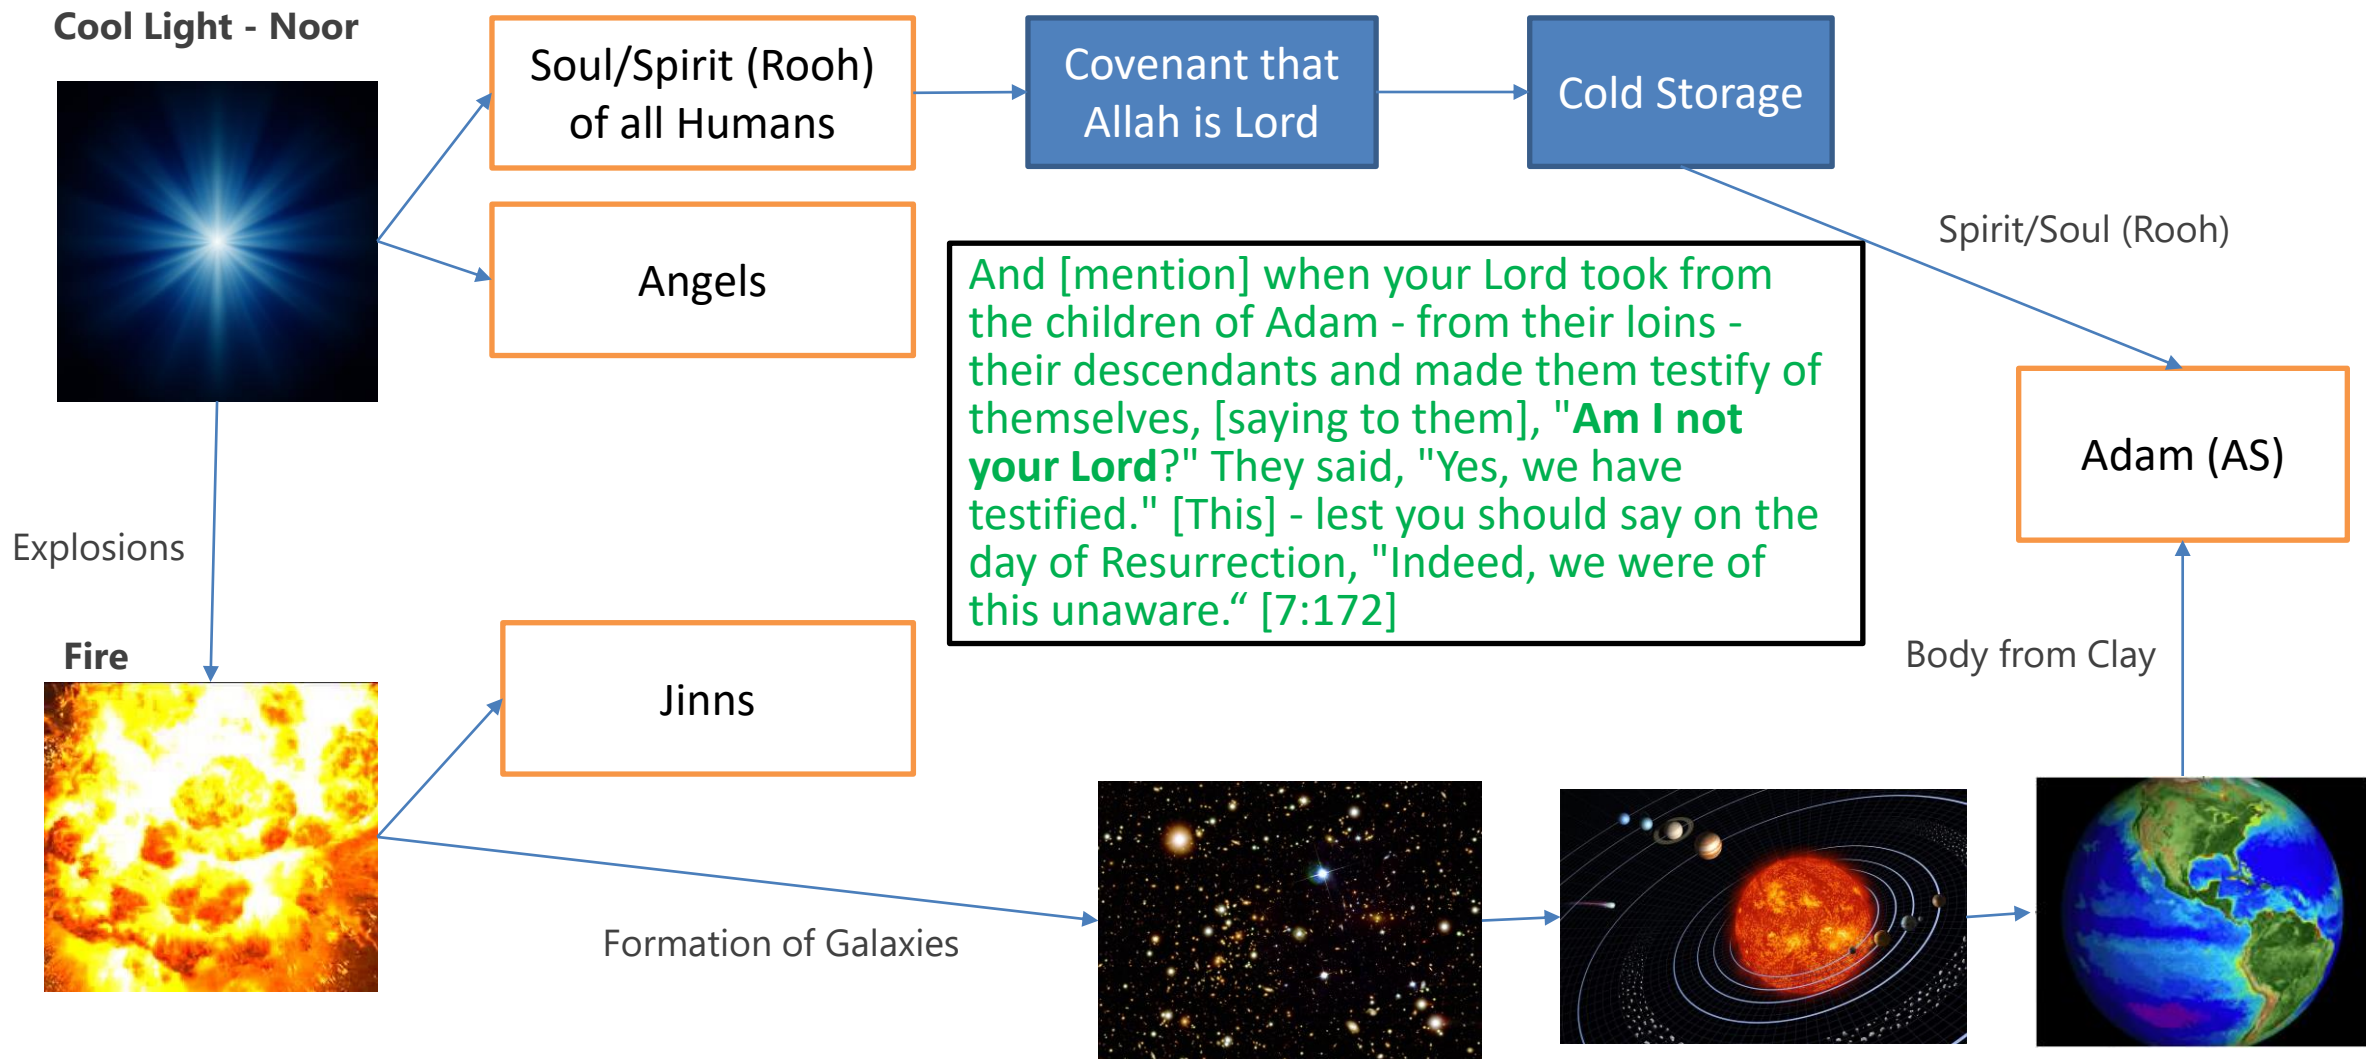 Cool Light - Noor
Soul/Spirit (Rooh)
of all Humans
Covenant that
Allah is Lord
Cold Storage
Angels
Spirit/Soul (Rooh)
And [mention] when your Lord took from
the children of Adam - from their loins -
their descendants and made them testify of
themselves, [saying to them], "Am I not
your Lord?" They said, "Yes, we have
testified." [This] - lest you should say on the
day of Resurrection, "Indeed, we were of
this unaware.“ [7:172]
Adam (AS)
Explosions
Fire
Jinns
Body from Clay
Formation of Galaxies